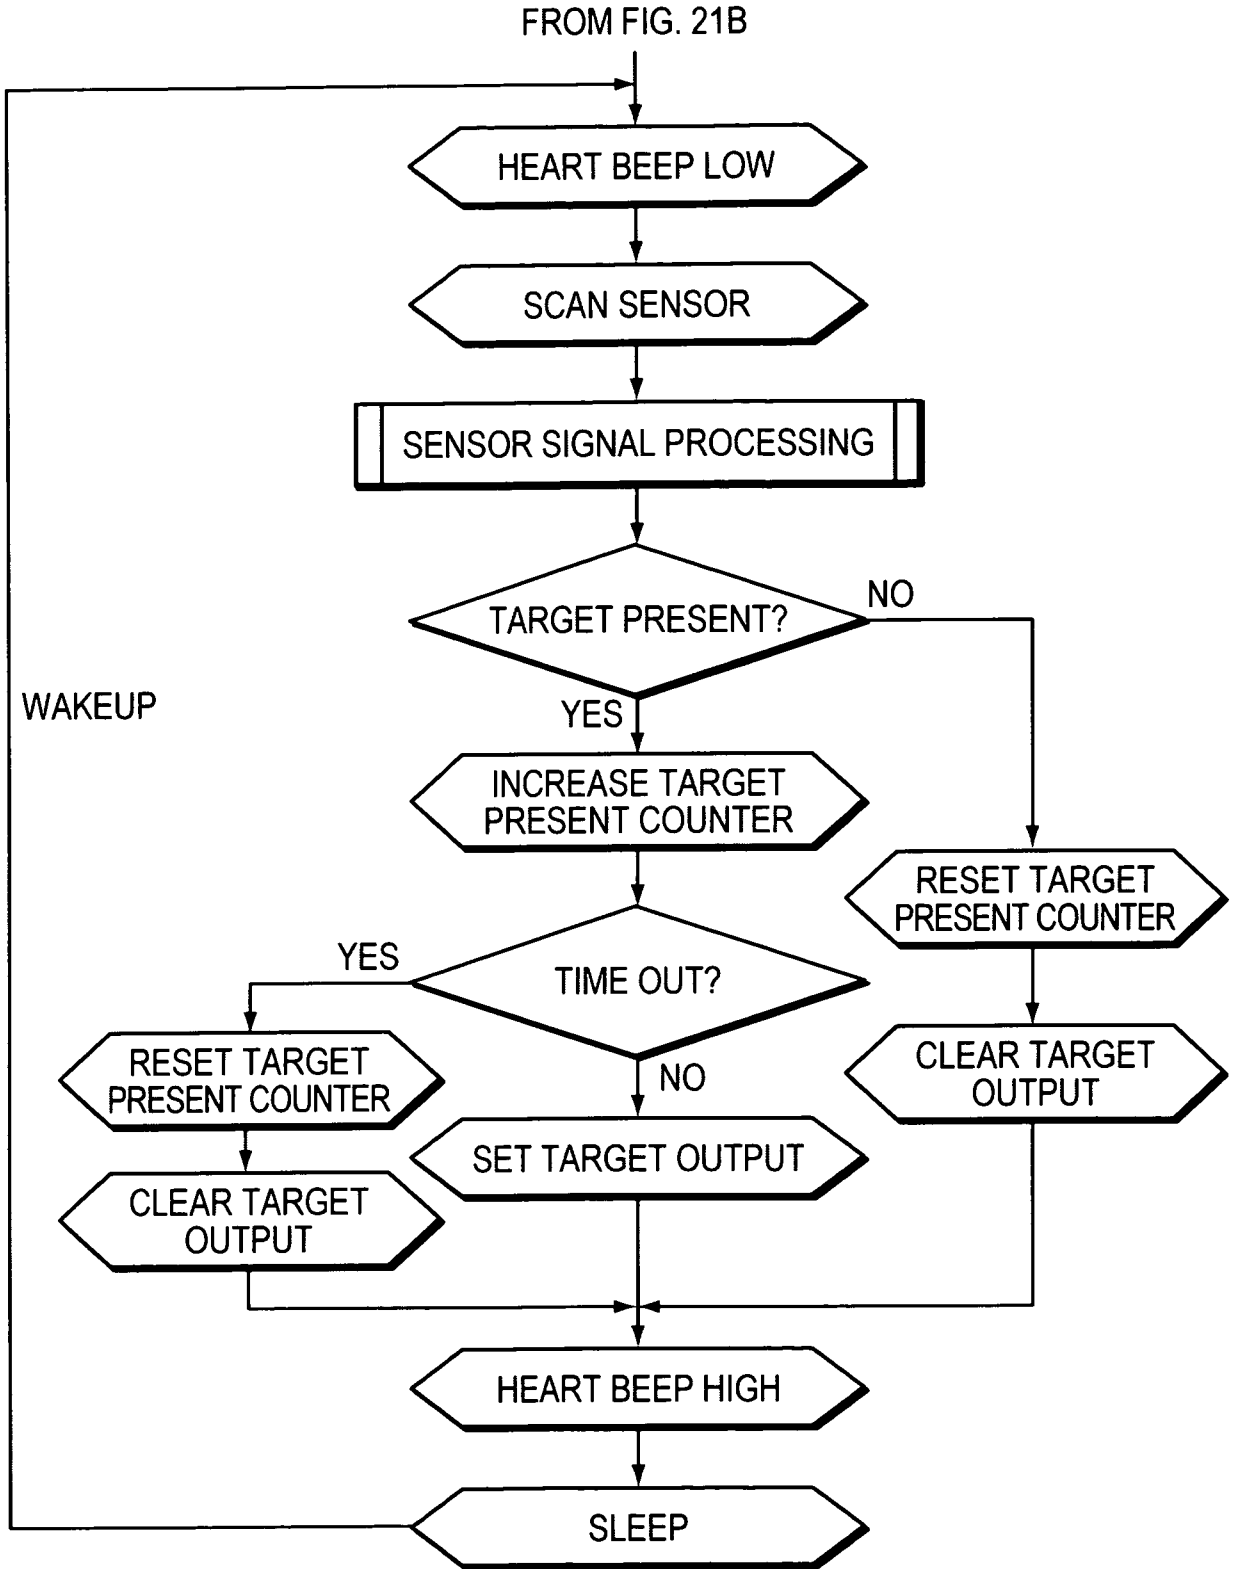 FROM FIG. 21B
HEART BEEP LOW
SCAN SENSOR
SENSOR SIGNAL PROCESSING
TARGET PRESENT?
NO
YES
WAKEUP
INCREASE TARGET
PRESENT COUNTER
RESET TARGET
PRESENT COUNTER
TIME OUT?
YES
NO
RESET TARGET
PRESENT COUNTER
CLEAR TARGET
OUTPUT
SET TARGET OUTPUT
CLEAR TARGET
OUTPUT
HEART BEEP HIGH
SLEEP